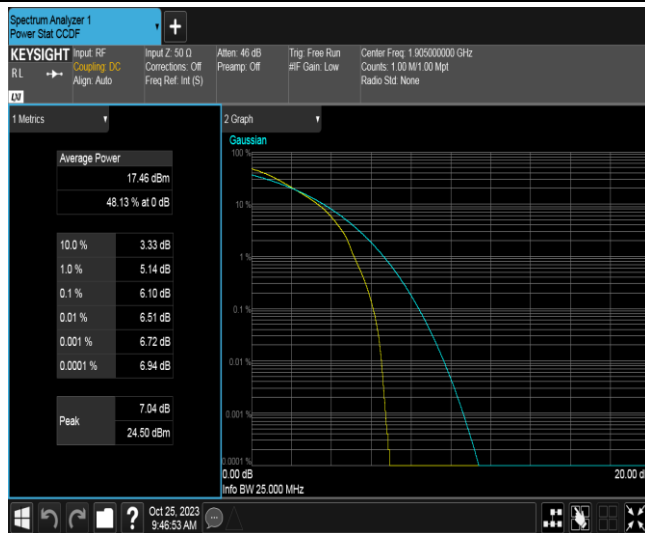 Spectrum Analyzer 1
Power Stat CCDF
+
KEYSIGHT
Input: RF
Coupling: DC
Align: Auto
Input Z: 50 Ω
Corrections: Off
Freq Ref: Int (S)
Atten: 46 dB
Preamp: Off
Trig: Free Run
#IF Gain: Low
Center Freq: 1.905000000 GHz
Counts: 1.00 M/1.00 Mpt
Radio Std: None
R L
LXI
1 Metrics
2 Graph
Average Power
17.46 dBm
48.13 % at 0 dB
10.0 % 3.33 dB
1.0 % 5.14 dB
0.1 % 6.10 dB
0.01 % 6.51 dB
0.001 % 6.72 dB
0.0001 % 6.94 dB
Peak
7.04 dB
24.50 dBm
Gaussian
100 %
10 %
1 %
0.1 %
0.01 %
0.001 %
0.0001 %
0.00 dB
20.00 d
Info BW 25.000 MHz
?
Oct 25, 2023
9:46:53 AM